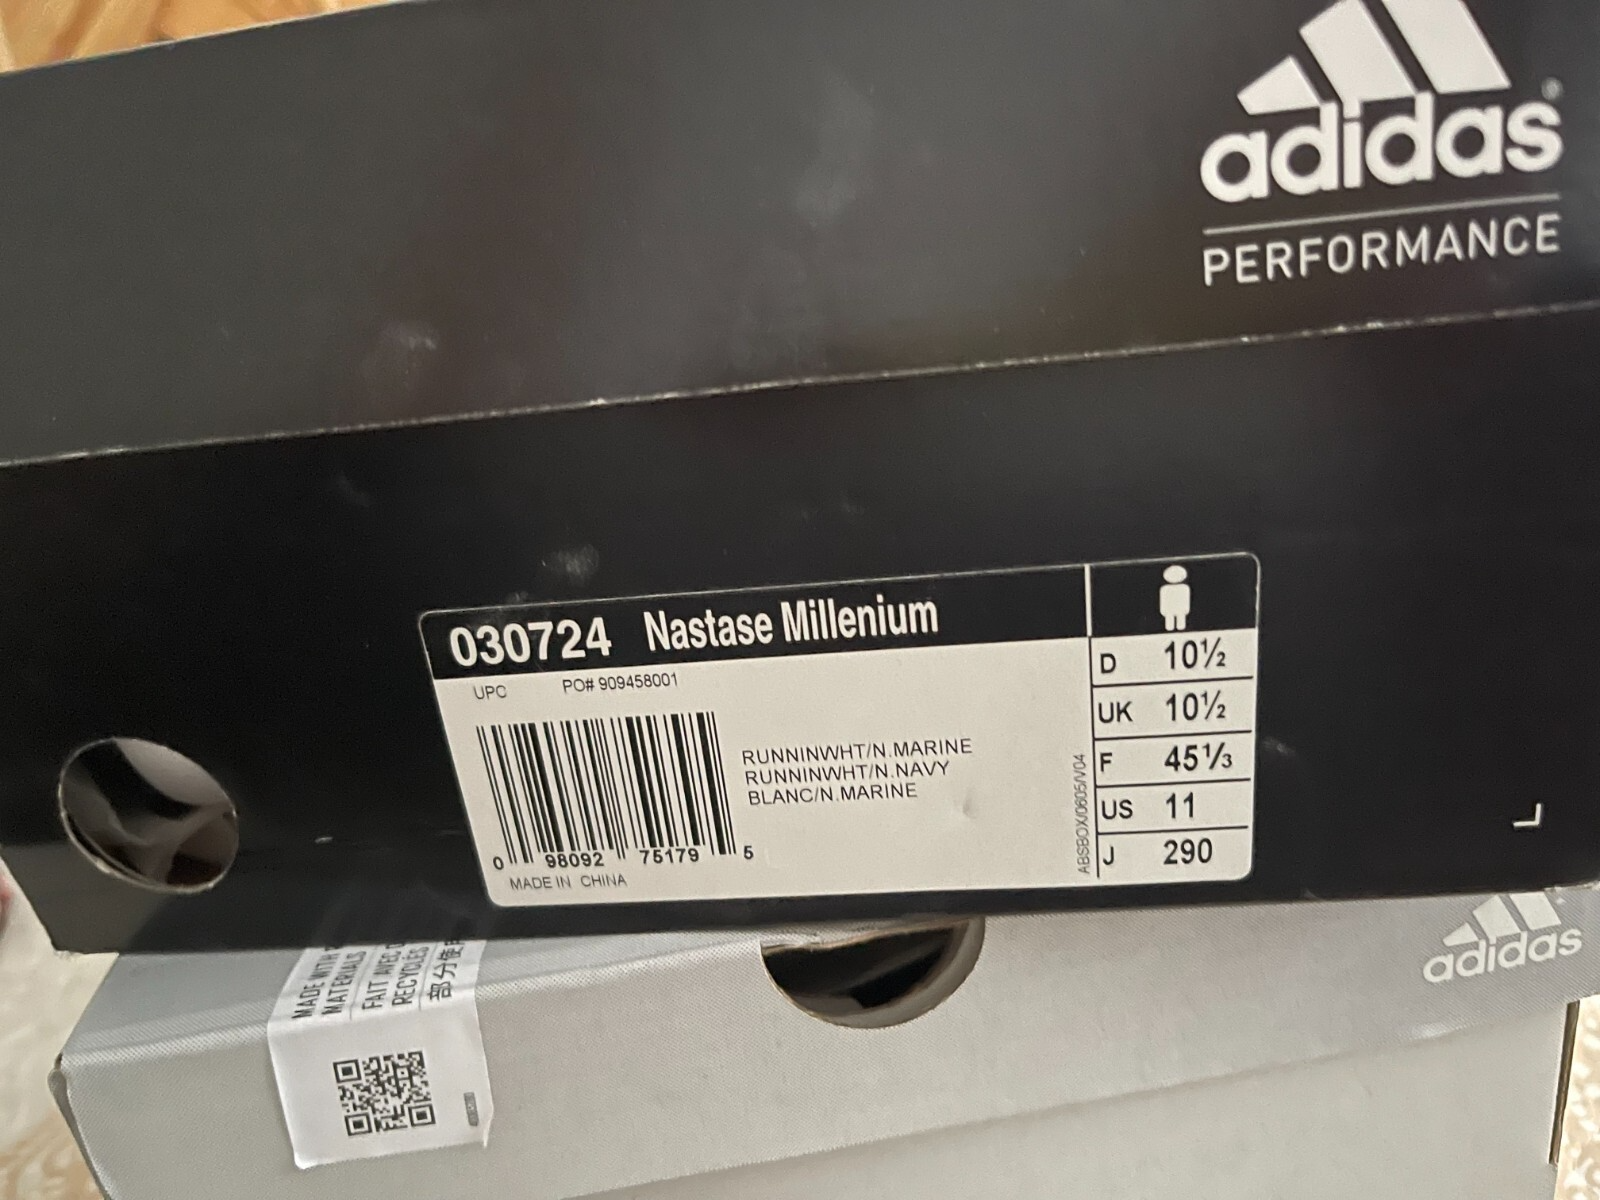 adidas®
PERFORMANCE
030724 Nastase Millenium
UPC PO# 909458001
RUNNINWHT/N.MARINE
RUNNINWHT/N.NAVY
BLANC/N.MARINE
0 98092 75179 5
MADE IN CHINA
ABSBOX/0605/V04
D 10½
UK 10½
F 45⅓
US 11
J 290
adidas
MADE WITH
MATERIALS
FAIT AVEC
RECYCLÉS
部分使用